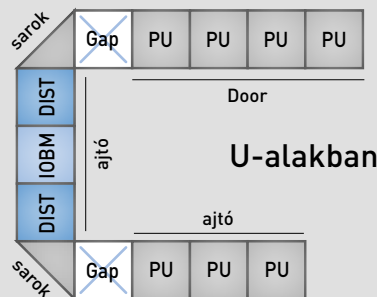 sarok
Gap PU PU PU PU
Door
DIST
IOBM
DIST
ajtó
U-alakban
ajtó
sarok
Gap PU PU PU